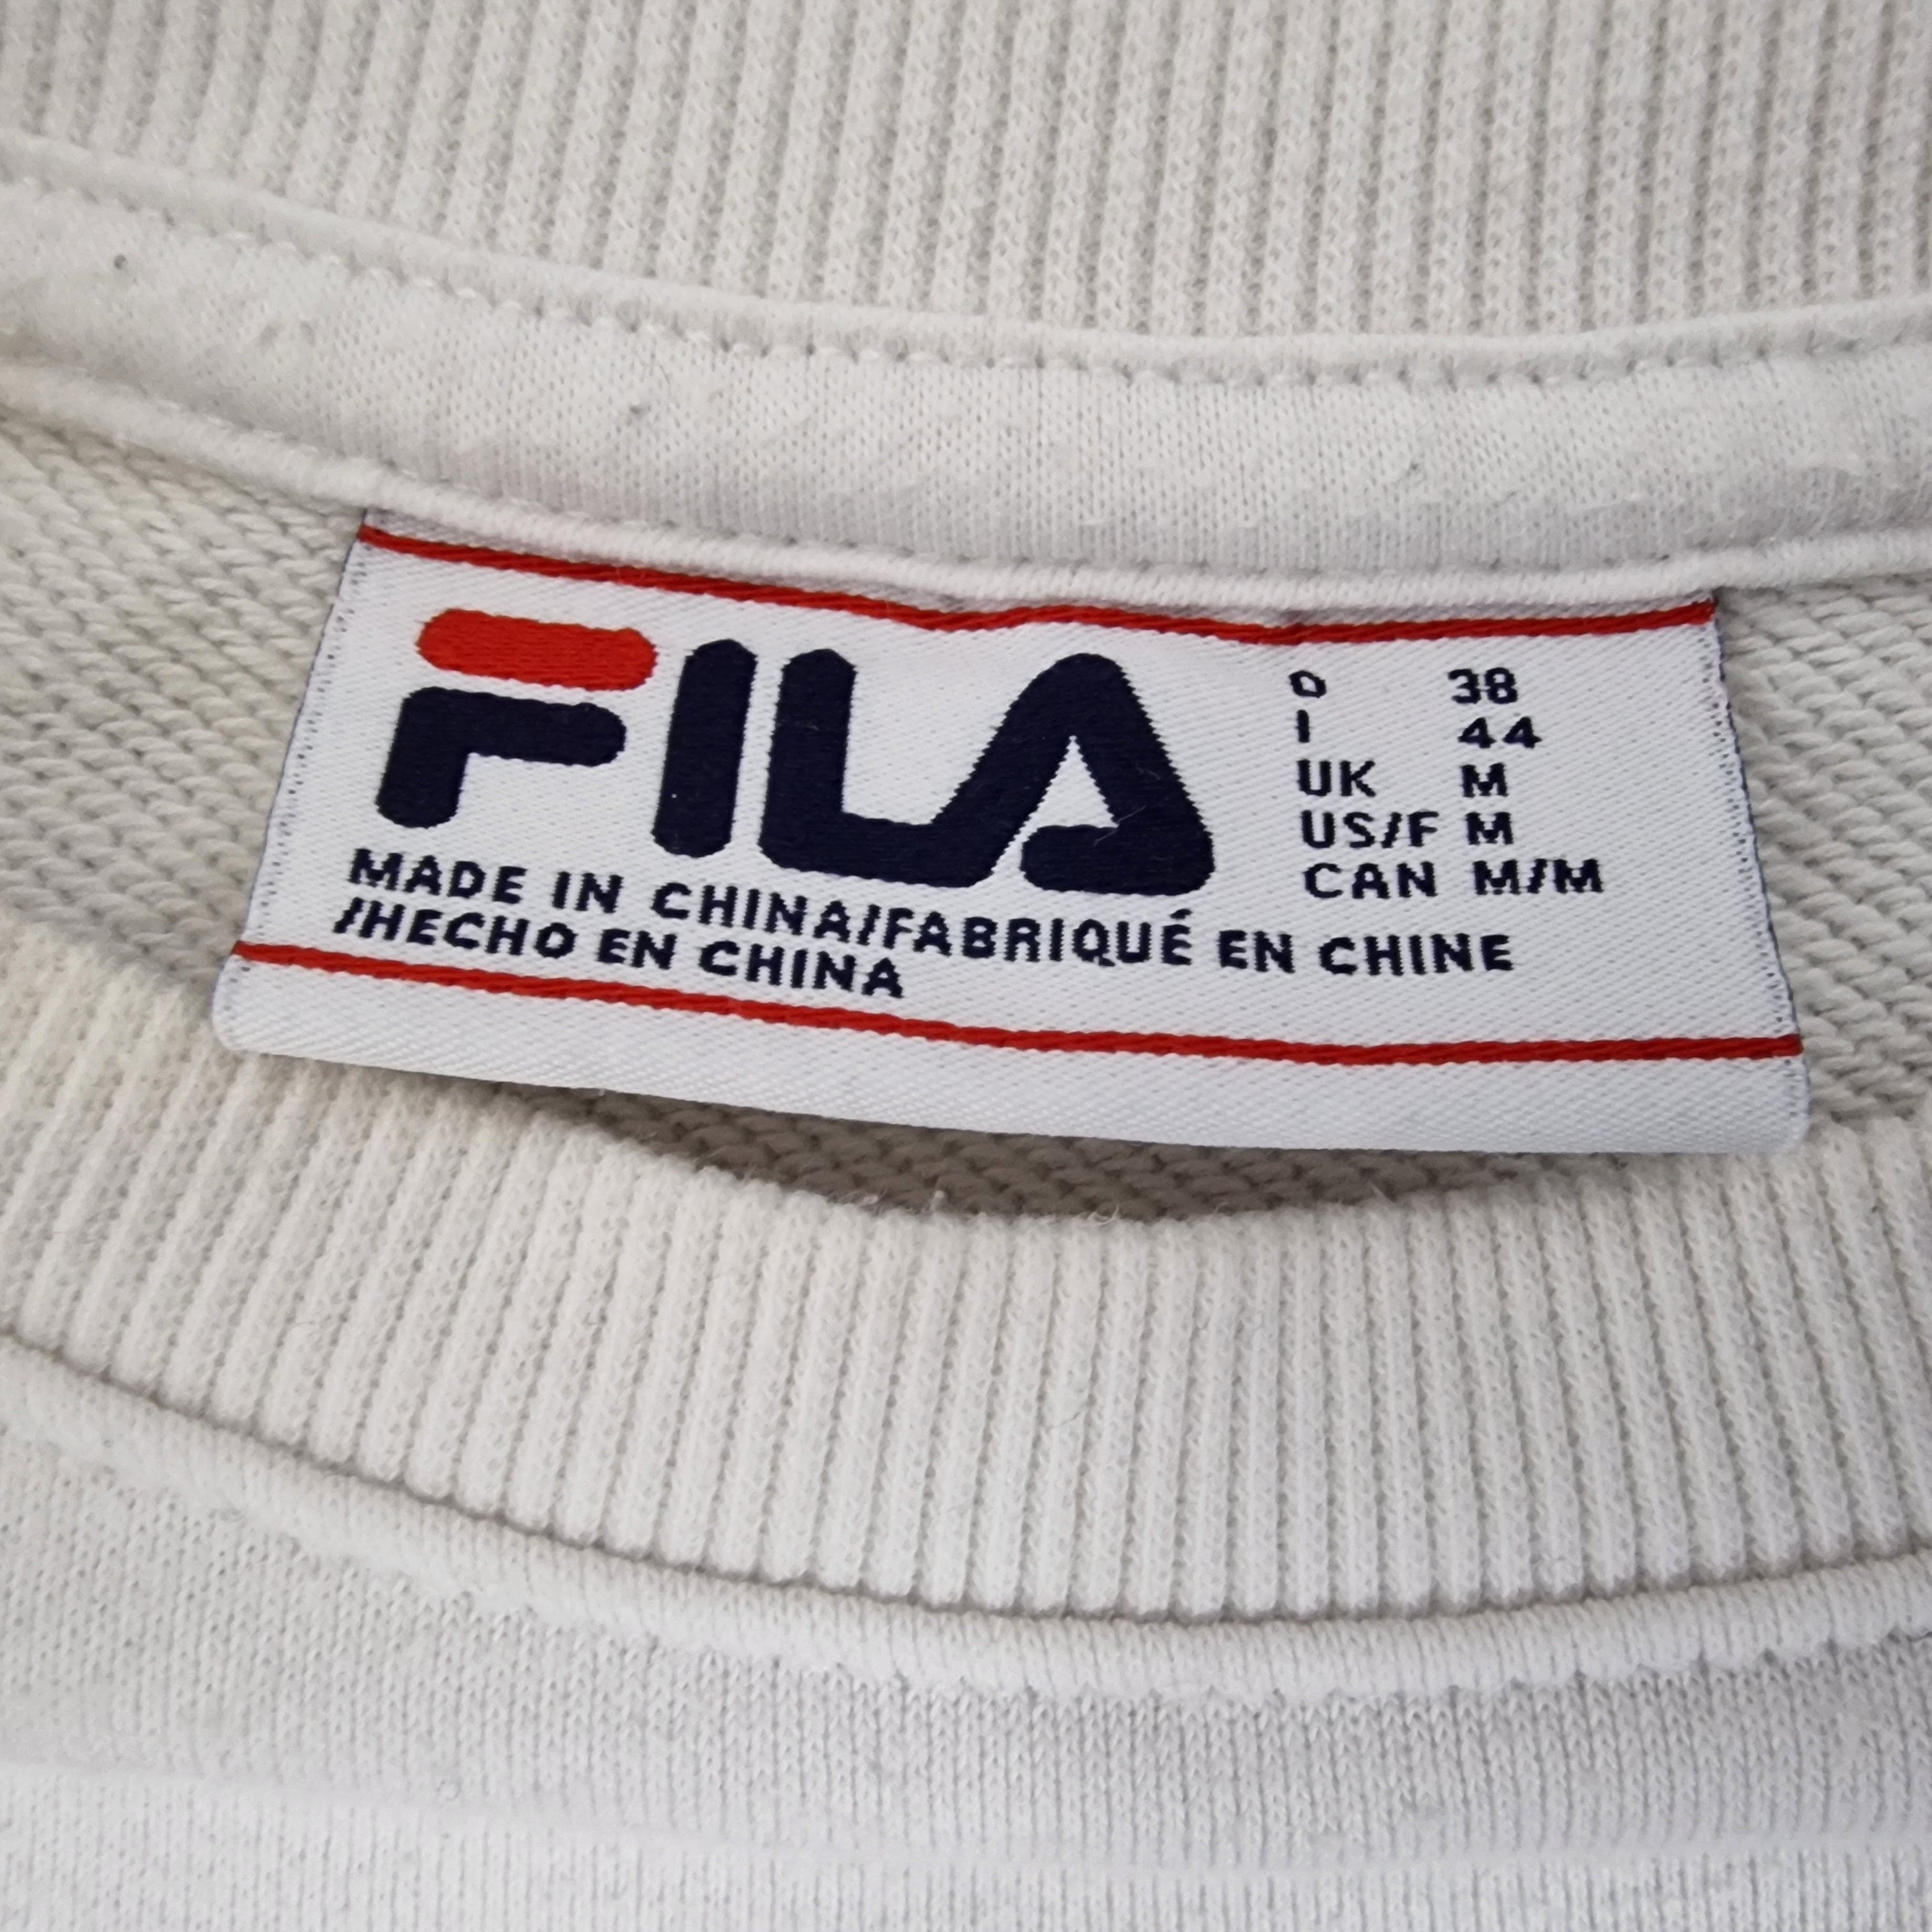 FILA
D 38
I 44
UK M
US/F M
CAN M/M
MADE IN CHINA/FABRIQUÉ EN CHINE
/HECHO EN CHINA